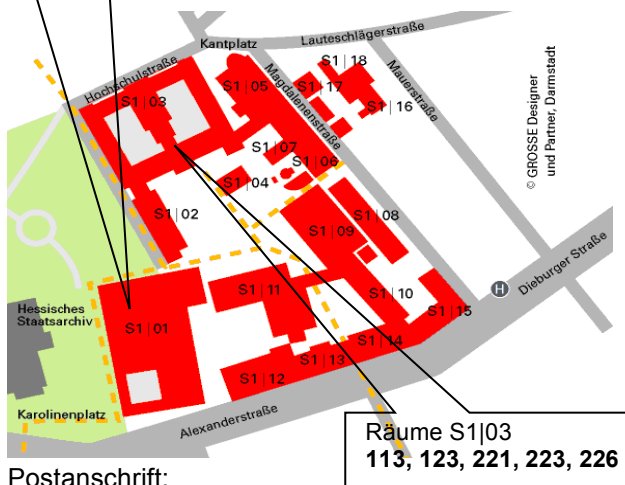 Kantplatz
Lauteschlägerstraße
Hochschulstraße
Magdalenenstraße
Mauerstraße
S1|18
S1|05
S1|17
S1|03
S1|16
© GROSSE Designer
und Partner, Darmstadt
S1|07
S1|06
S1|04
S1|02
S1|08
S1|09
Dieburger Straße
H
S1|11
S1|10
Hessisches
Staatsarchiv
S1|15
S1|01
S1|14
S1|13
S1|12
Karolinenplatz
Alexanderstraße
Räume S1|03
113, 123, 221, 223, 226
Postanschrift: